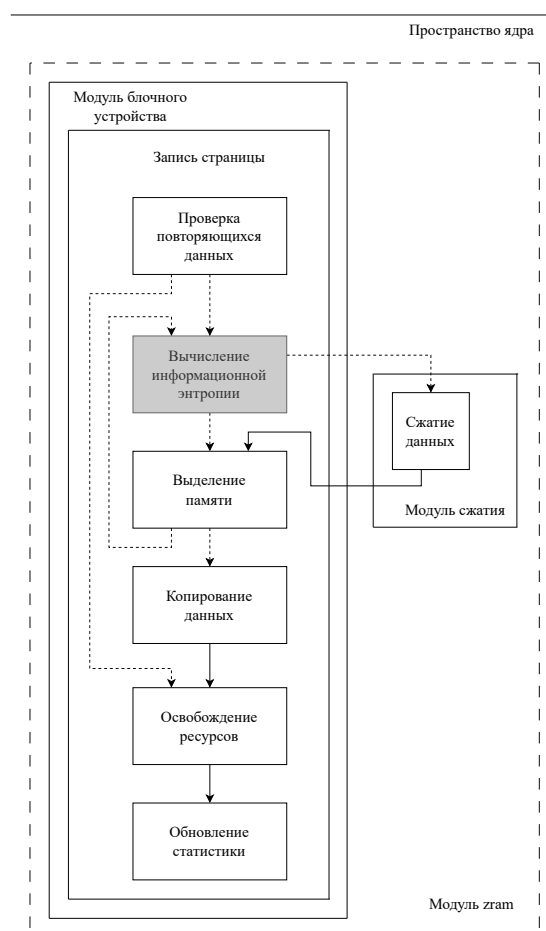 Пространство ядра
Модуль блочного
устройства
Запись страницы
Проверка
повторяющихся
данных
Вычисление
информационной
энтропии
Сжатие
данных
Выделение
памяти
Модуль сжатия
Копирование
данных
Освобождение
ресурсов
Обновление
статистики
Модуль zram